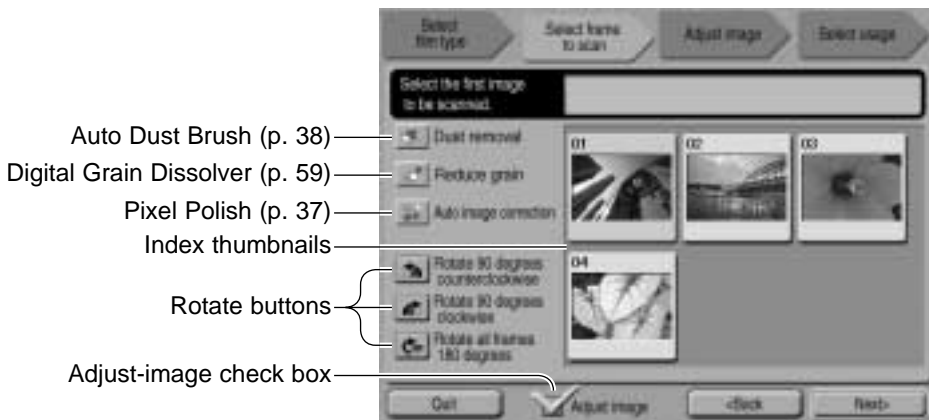 Select
film type
Select frame
to scan
Adjust image
Select usage
Select the first image
to be scanned.
Auto Dust Brush (p. 38)
Dust removal
Digital Grain Dissolver (p. 59)
Reduce grain
Pixel Polish (p. 37)
Auto image correction
Index thumbnails
01
02
03
04
Rotate buttons
Rotate 90 degrees
counterclockwise
Rotate 90 degrees
clockwise
Rotate all frames
180 degrees
Adjust-image check box
Quit
Adjust image
<Back
Next>